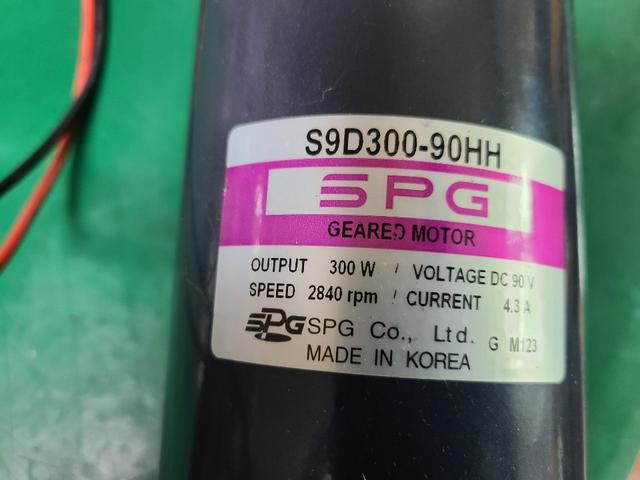 S9D300-90HH
SPG
GEARED MOTOR
OUTPUT 300 W / VOLTAGE DC 90 V
SPEED 2840 rpm / CURRENT 4.3 A
SPG SPG Co., Ltd. G M123
MADE IN KOREA